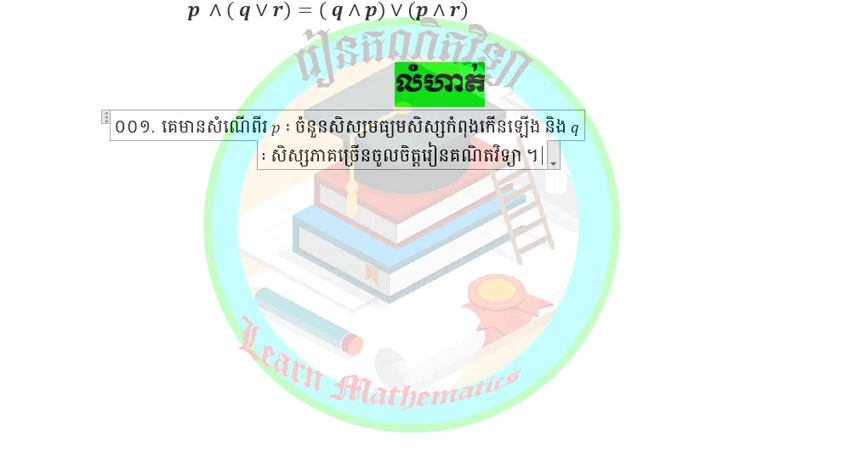 p ∧ ( q ∨ r) = ( q ∧ p) ∨ (p ∧ r)
រៀនគណិតវិទ្យា
លំហាត់
០០១. គេមានសំណើពីរ p : ចំនួនសិស្សមធ្យមសិស្សកំពុងកើនឡើង និង q
: សិស្សភាគច្រើនចូលចិត្តរៀនគណិតវិទ្យា ។
Learn Mathematics